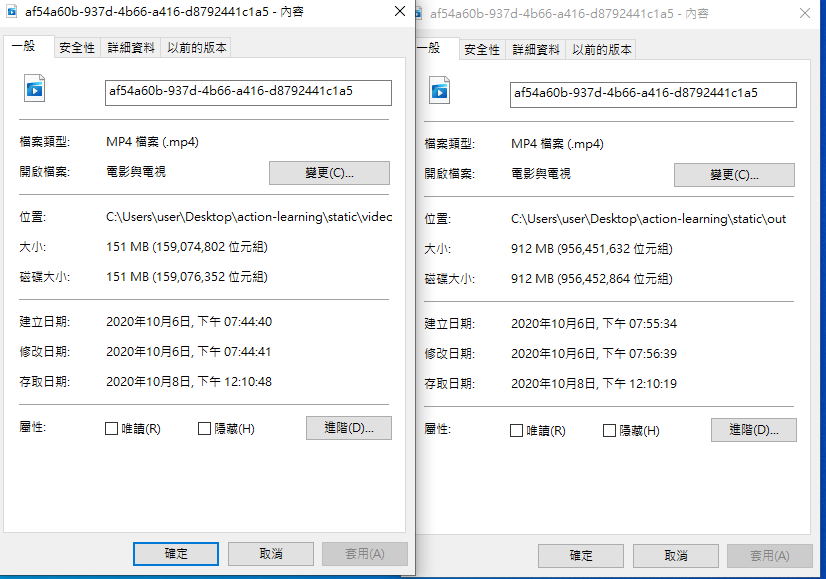 af54a60b-937d-4b66-a416-d8792441c1a5 - 內容
一般 安全性 詳細資料 以前的版本
af54a60b-937d-4b66-a416-d8792441c1a5
檔案類型: MP4 檔案 (.mp4)
開啟檔案: 電影與電視 變更(C)...
位置: C:\Users\user\Desktop\action-learning\static\videc
大小: 151 MB (159,074,802 位元組)
磁碟大小: 151 MB (159,076,352 位元組)
建立日期: 2020年10月6日, 下午 07:44:40
修改日期: 2020年10月6日, 下午 07:44:41
存取日期: 2020年10月8日, 下午 12:10:48
屬性: 唯讀(R) 隱藏(H) 進階(D)...
確定 取消 套用(A)
af54a60b-937d-4b66-a416-d8792441c1a5 - 內容
一般 安全性 詳細資料 以前的版本
af54a60b-937d-4b66-a416-d8792441c1a5
檔案類型: MP4 檔案 (.mp4)
開啟檔案: 電影與電視 變更(C)...
位置: C:\Users\user\Desktop\action-learning\static\out
大小: 912 MB (956,451,632 位元組)
磁碟大小: 912 MB (956,452,864 位元組)
建立日期: 2020年10月6日, 下午 07:55:34
修改日期: 2020年10月6日, 下午 07:56:39
存取日期: 2020年10月8日, 下午 12:10:19
屬性: 唯讀(R) 隱藏(H) 進階(D)...
確定 取消 套用(A)